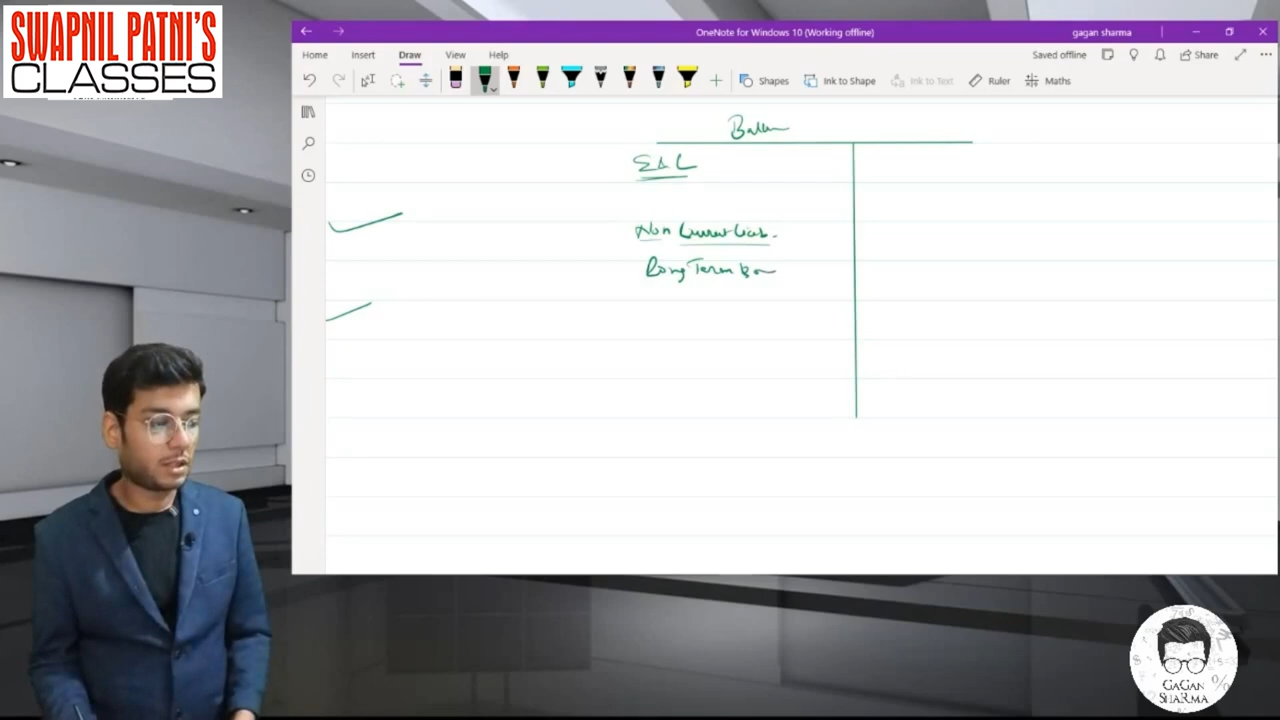 SWAPNIL PATNI'S
CLASSES
OneNote for Windows 10 (Working offline)
gagan sharma
Home Insert Draw View Help
Saved offline
Share
Shapes
Ink to Shape
Ink to Text
Ruler
Maths
E&L
Non Current Liab.
Long Term
GaGan
ShaRMa